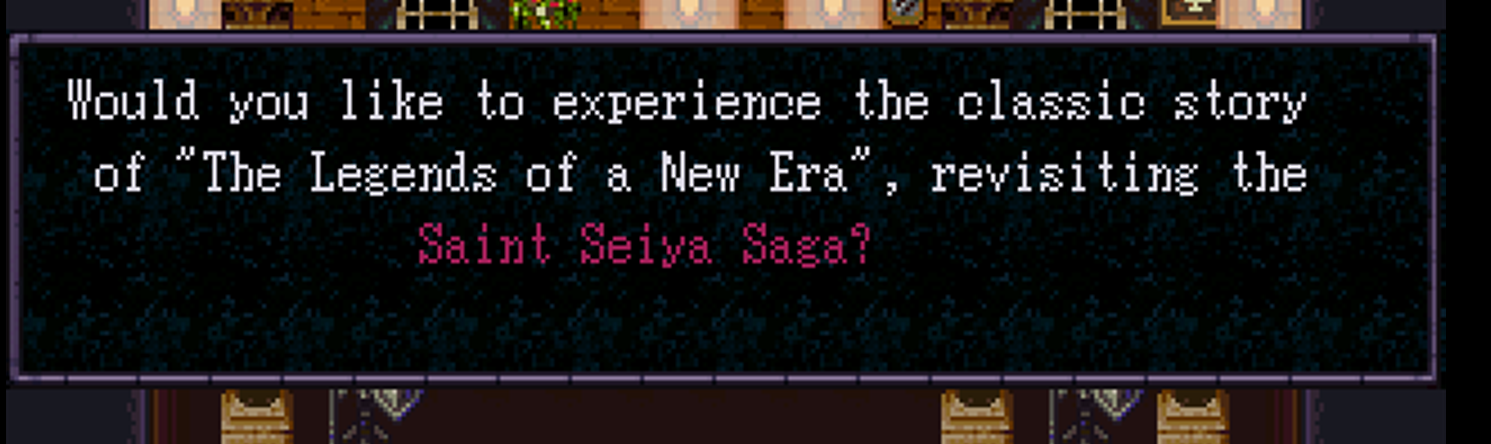 Would you like to experience the classic story
of "The Legends of a New Era", revisiting the
Saint Seiya Saga?